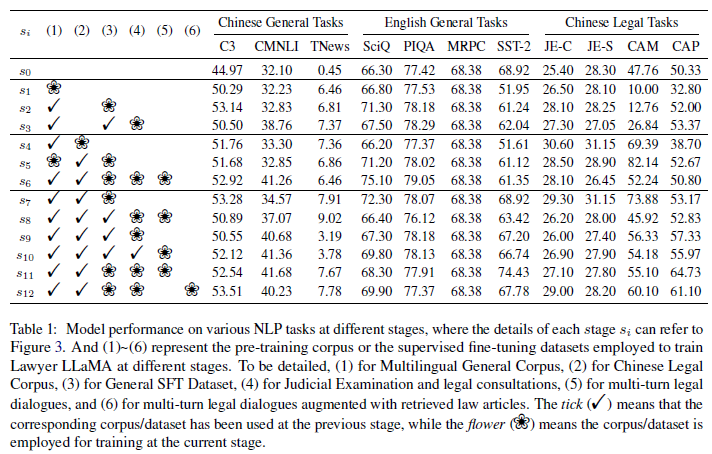 Chinese General Tasks English General Tasks Chinese Legal Tasks
s_i (1) (2) (3) (4) (5) (6)
C3 CMNLI TNews SciQ PIQA MRPC SST-2 JE-C JE-S CAM CAP
s_0 44.97 32.10 0.45 66.30 77.42 68.38 68.92 25.40 28.30 47.76 50.33
s_1 ❀ 50.29 32.23 6.46 66.80 77.53 68.38 51.95 26.50 28.10 10.00 32.80
s_2 ✓ ❀ 53.14 32.83 6.81 71.30 78.18 68.38 61.24 28.10 28.25 12.76 52.00
s_3 ✓ ✓ ❀ 50.50 38.76 7.37 67.50 78.29 68.38 62.04 27.30 27.05 26.84 53.37
s_4 ✓ ❀ 51.76 33.30 7.36 66.20 77.37 68.38 51.61 30.60 31.15 69.39 38.70
s_5 ❀ ✓ ❀ 51.68 32.85 6.86 71.20 78.02 68.38 61.12 28.50 28.90 82.14 52.67
s_6 ✓ ✓ ❀ ❀ ❀ 52.92 41.26 6.46 75.10 79.05 68.38 61.35 28.10 26.45 52.24 50.80
s_7 ✓ ✓ ❀ 53.28 34.57 7.91 72.30 78.07 68.38 68.92 29.30 31.15 73.88 53.17
s_8 ✓ ✓ ✓ ❀ ❀ 50.89 37.07 9.02 66.40 76.12 68.38 63.42 26.20 28.00 45.92 52.83
s_9 ✓ ✓ ✓ ❀ 50.55 40.68 3.19 67.30 78.18 68.38 67.20 26.00 27.40 56.33 57.33
s_10 ✓ ✓ ✓ ✓ ❀ 52.12 41.36 3.78 69.80 78.13 68.38 66.74 26.90 27.90 54.18 55.97
s_11 ✓ ✓ ❀ ❀ ❀ 52.54 41.68 7.67 68.30 77.91 68.38 74.43 27.10 27.80 55.10 64.73
s_12 ✓ ✓ ❀ ❀ ❀ 53.51 40.23 7.78 69.90 77.37 68.38 67.78 29.00 28.20 60.10 61.10
Table 1: Model performance on various NLP tasks at different stages, where the details of each stage s_i can refer to
Figure 3. And (1)~(6) represent the pre-training corpus or the supervised fine-tuning datasets employed to train
Lawyer LLaMA at different stages. To be detailed, (1) for Multilingual General Corpus, (2) for Chinese Legal
Corpus, (3) for General SFT Dataset, (4) for Judicial Examination and legal consultations, (5) for multi-turn legal
dialogues, and (6) for multi-turn legal dialogues augmented with retrieved law articles. The tick (✓) means that the
corresponding corpus/dataset has been used at the previous stage, while the flower (❀) means the corpus/dataset is
employed for training at the current stage.